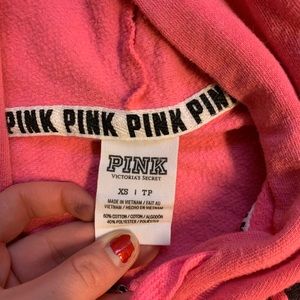 PINK PINK PINK PINK
PINK
VICTORIA'S SECRET
XS | TP
MADE IN VIETNAM / FAIT AU
VIETNAM / HECHO EN VIETNAM
60% COTTON / COTON / ALGODÓN
40% POLYESTER / POLIÉSTER